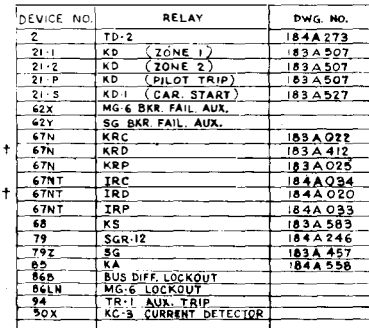 DEVICE NO. RELAY DWG. NO.
2 TD-2 184A273
21-1 KD (ZONE 1) 183A507
21-2 KD (ZONE 2) 183A507
21-P KD (PILOT TRIP) 183A507
21-S KD-1 (CAR. START) 183A527
62X MG-6 BKR. FAIL. AUX.
62Y SG BKR. FAIL. AUX.
67N KRC 183A022
† 67N KRD 183A412
67N KRP 183A025
67NT IRC 184A034
† 67NT IRD 184A020
67NT IRP 184A033
68 KS 183A583
79 SGR-12 184A246
79Z SG 183A457
85 KA 184A558
86B BUS DIFF. LOCKOUT
86LN MG-6 LOCKOUT
94 TR-1 AUX. TRIP
50X KC-3 CURRENT DETECTOR